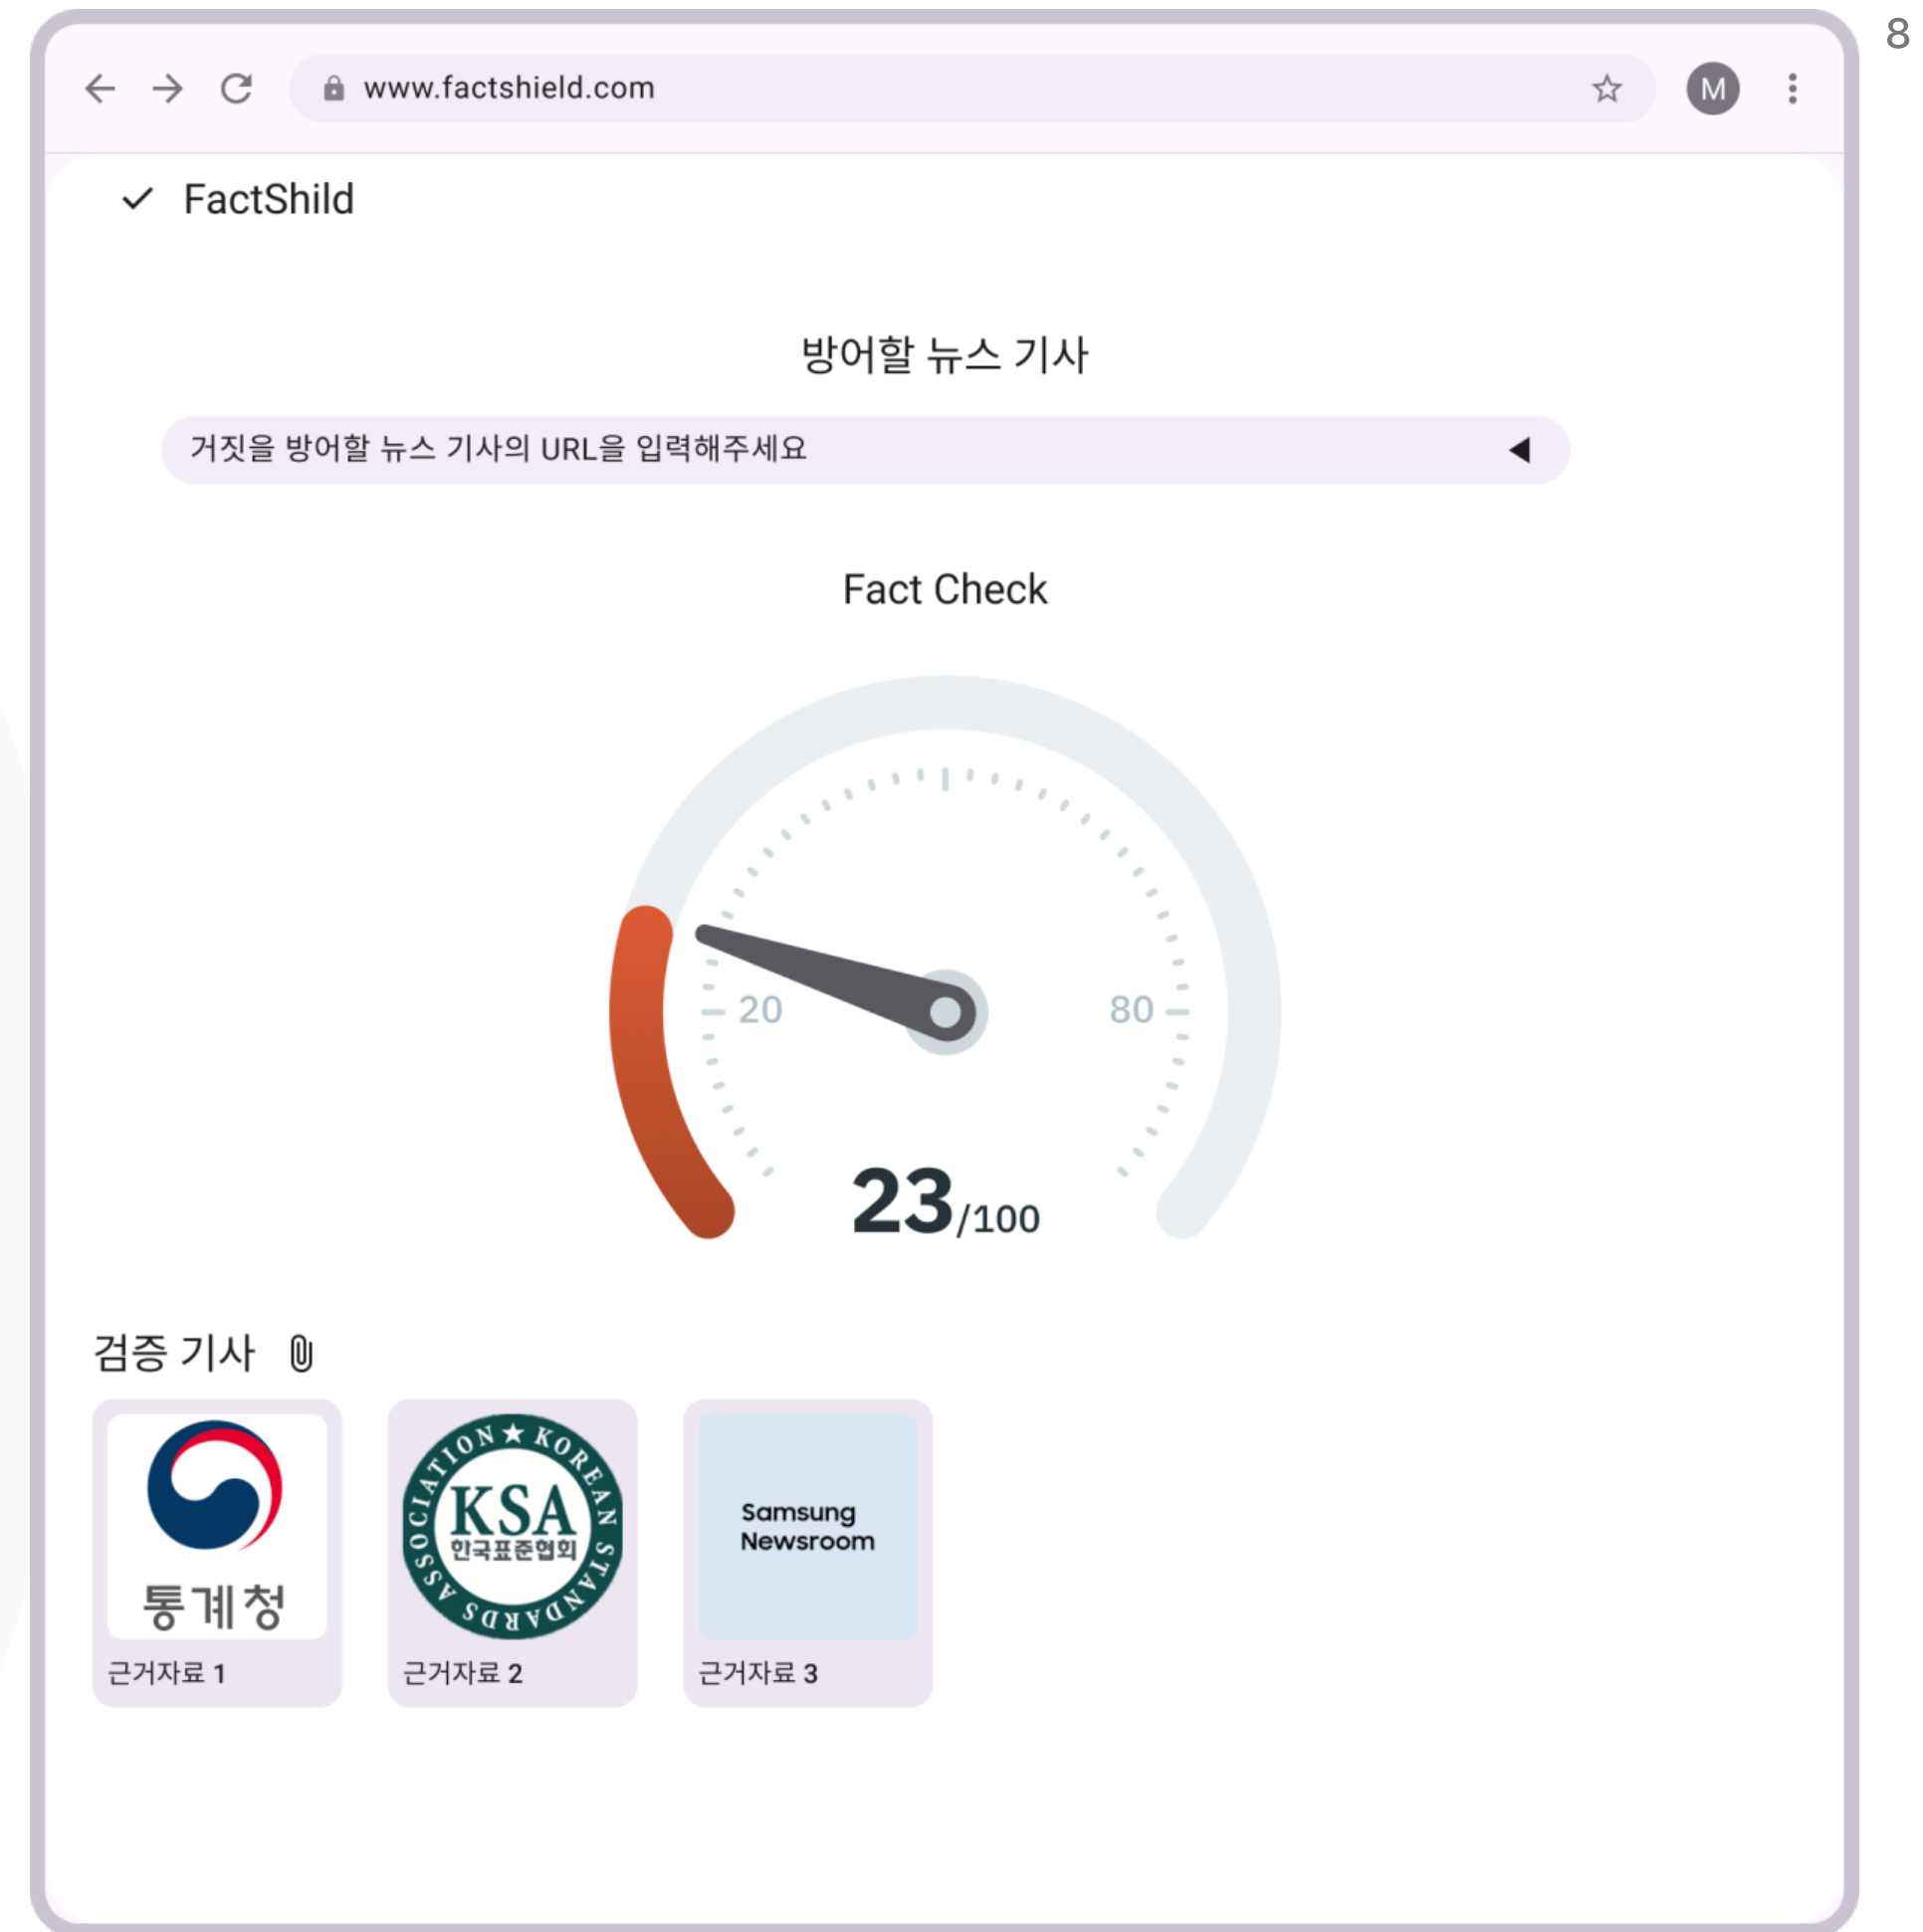 8
www.factshield.com
M
FactShild
방어할 뉴스 기사
거짓을 방어할 뉴스 기사의 URL을 입력해주세요
Fact Check
20
80
23/100
검증 기사
통계청
근거자료 1
KOREAN STANDARDS ASSOCIATION
KSA
한국표준협회
근거자료 2
Samsung
Newsroom
근거자료 3